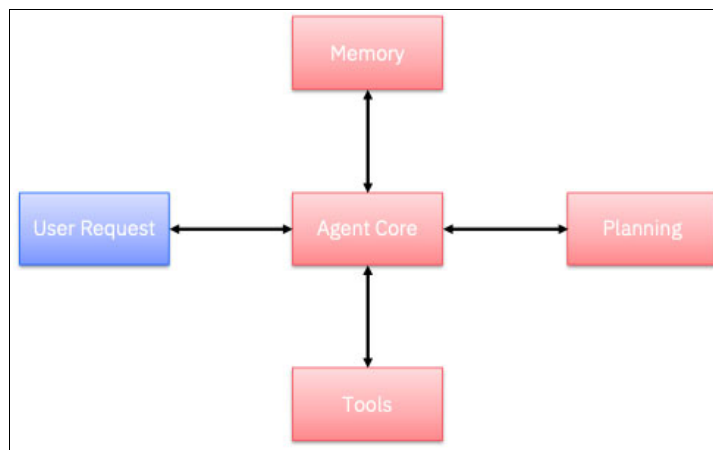 Memory
User Request
Agent Core
Planning
Tools